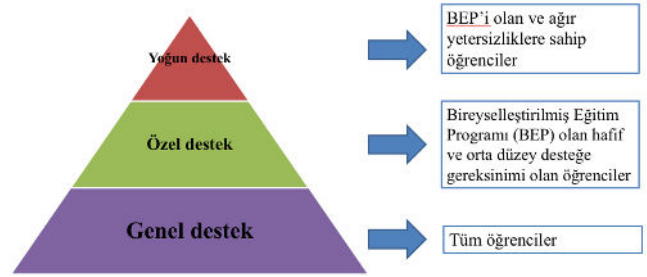 Yoğun destek
BEP'i olan ve ağır
yetersizliklere sahip
öğrenciler
Özel destek
Bireyselleştirilmiş Eğitim
Programı (BEP) olan hafif
ve orta düzey desteğe
gereksinimi olan öğrenciler
Genel destek
Tüm öğrenciler